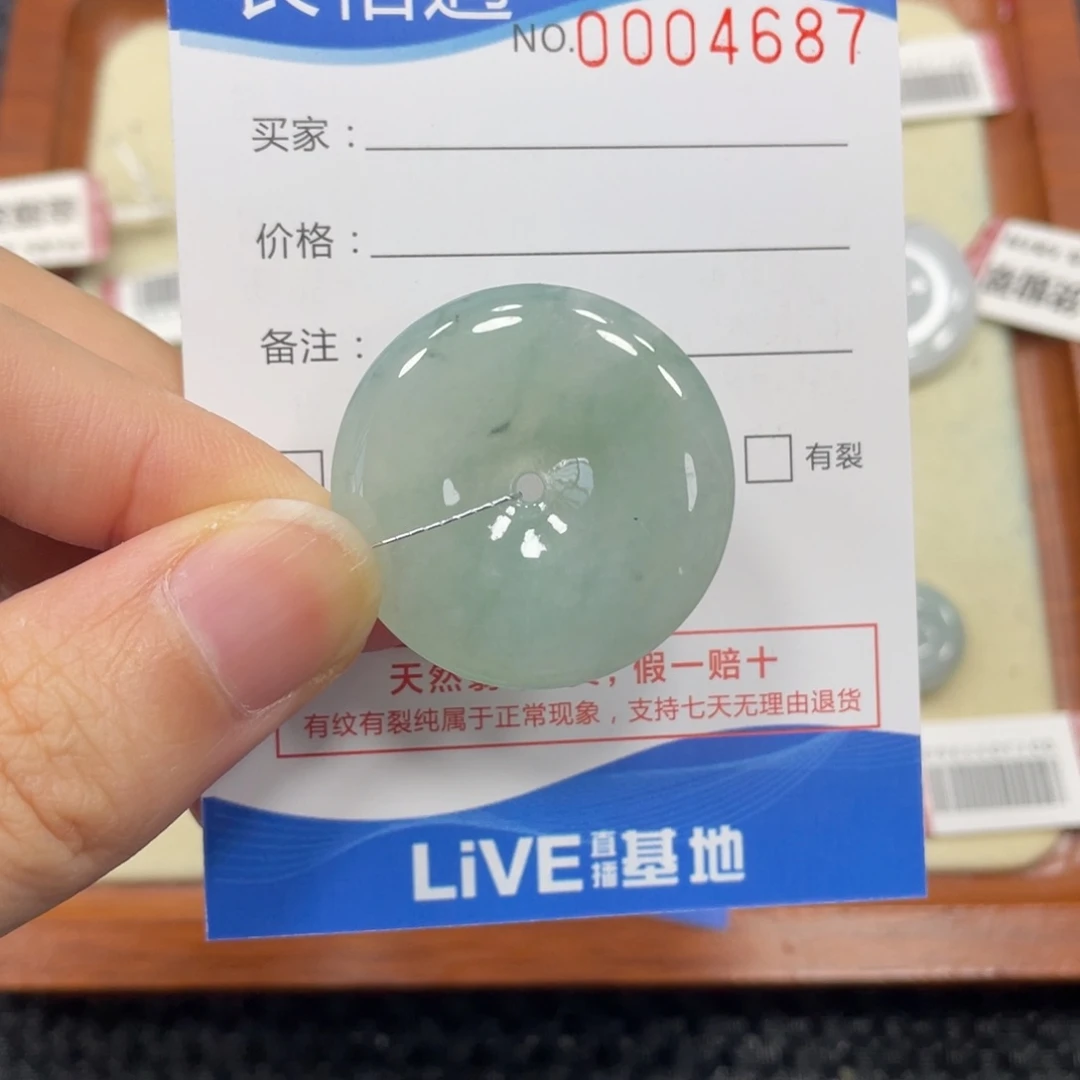 NO.0004687
买家：
价格：
备注：
有裂
天然
，假一赔十
有纹有裂纯属于正常现象，支持七天无理由退货
LiVE直播基地